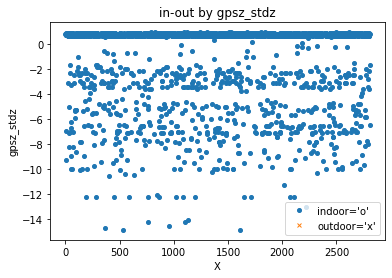 in-out by gpsz_stdz
gpsz_stdz
0
−2
−4
−6
−8
−10
−12
−14
0 500 1000 1500 2000 2500
X
indoor='o'
outdoor='x'